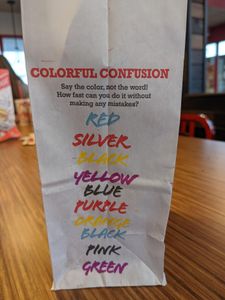 COLORFUL CONFUSION
Say the color, not the word!
How fast can you do it without
making any mistakes?
RED
SILVER
BLACK
YELLOW
BLUE
PURPLE
ORANGE
BLACK
PINK
GREEN